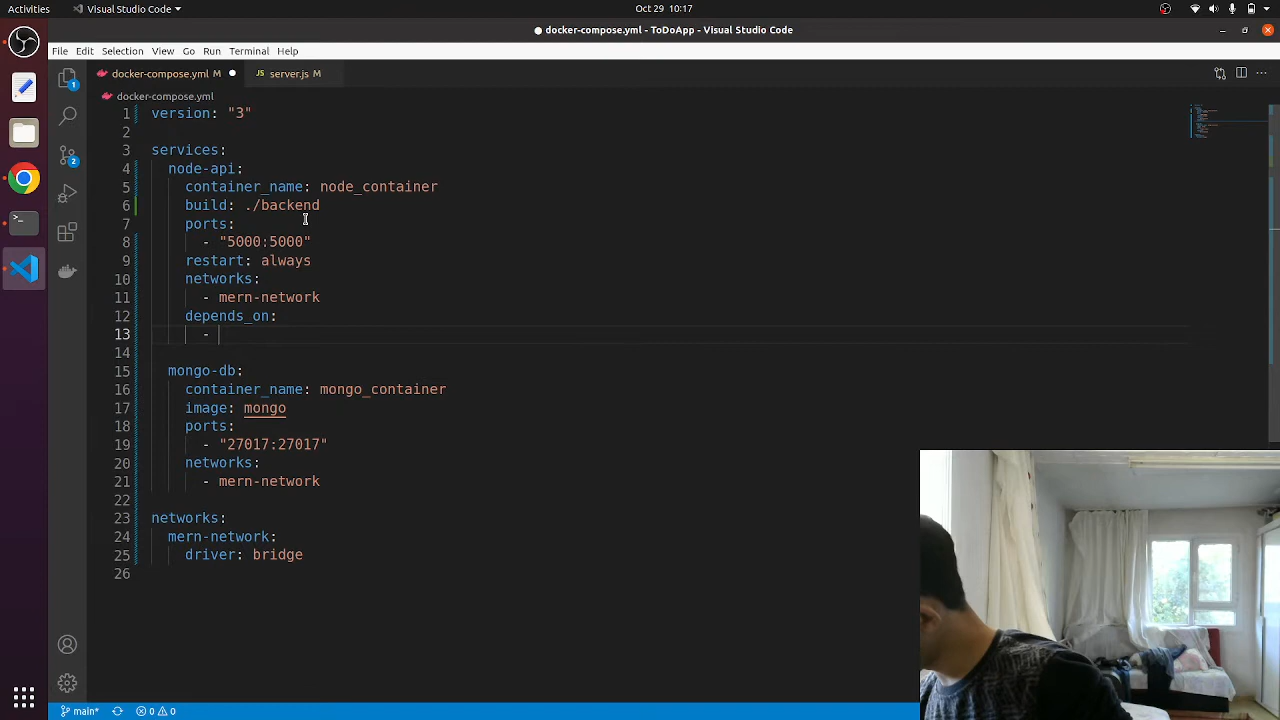 Activities
Visual Studio Code
Oct 29 10:17
docker-compose.yml - ToDoApp - Visual Studio Code
File Edit Selection View Go Run Terminal Help
docker-compose.yml M
JS server.js M
docker-compose.yml
1 version: "3"
2
3 services:
4 node-api:
5 container_name: node_container
6 build: ./backend
7 ports:
8 - "5000:5000"
9 restart: always
10 networks:
11 - mern-network
12 depends_on:
13 -
14
15 mongo-db:
16 container_name: mongo_container
17 image: mongo
18 ports:
19 - "27017:27017"
20 networks:
21 - mern-network
22
23 networks:
24 mern-network:
25 driver: bridge
26
1
2
main* 0 0